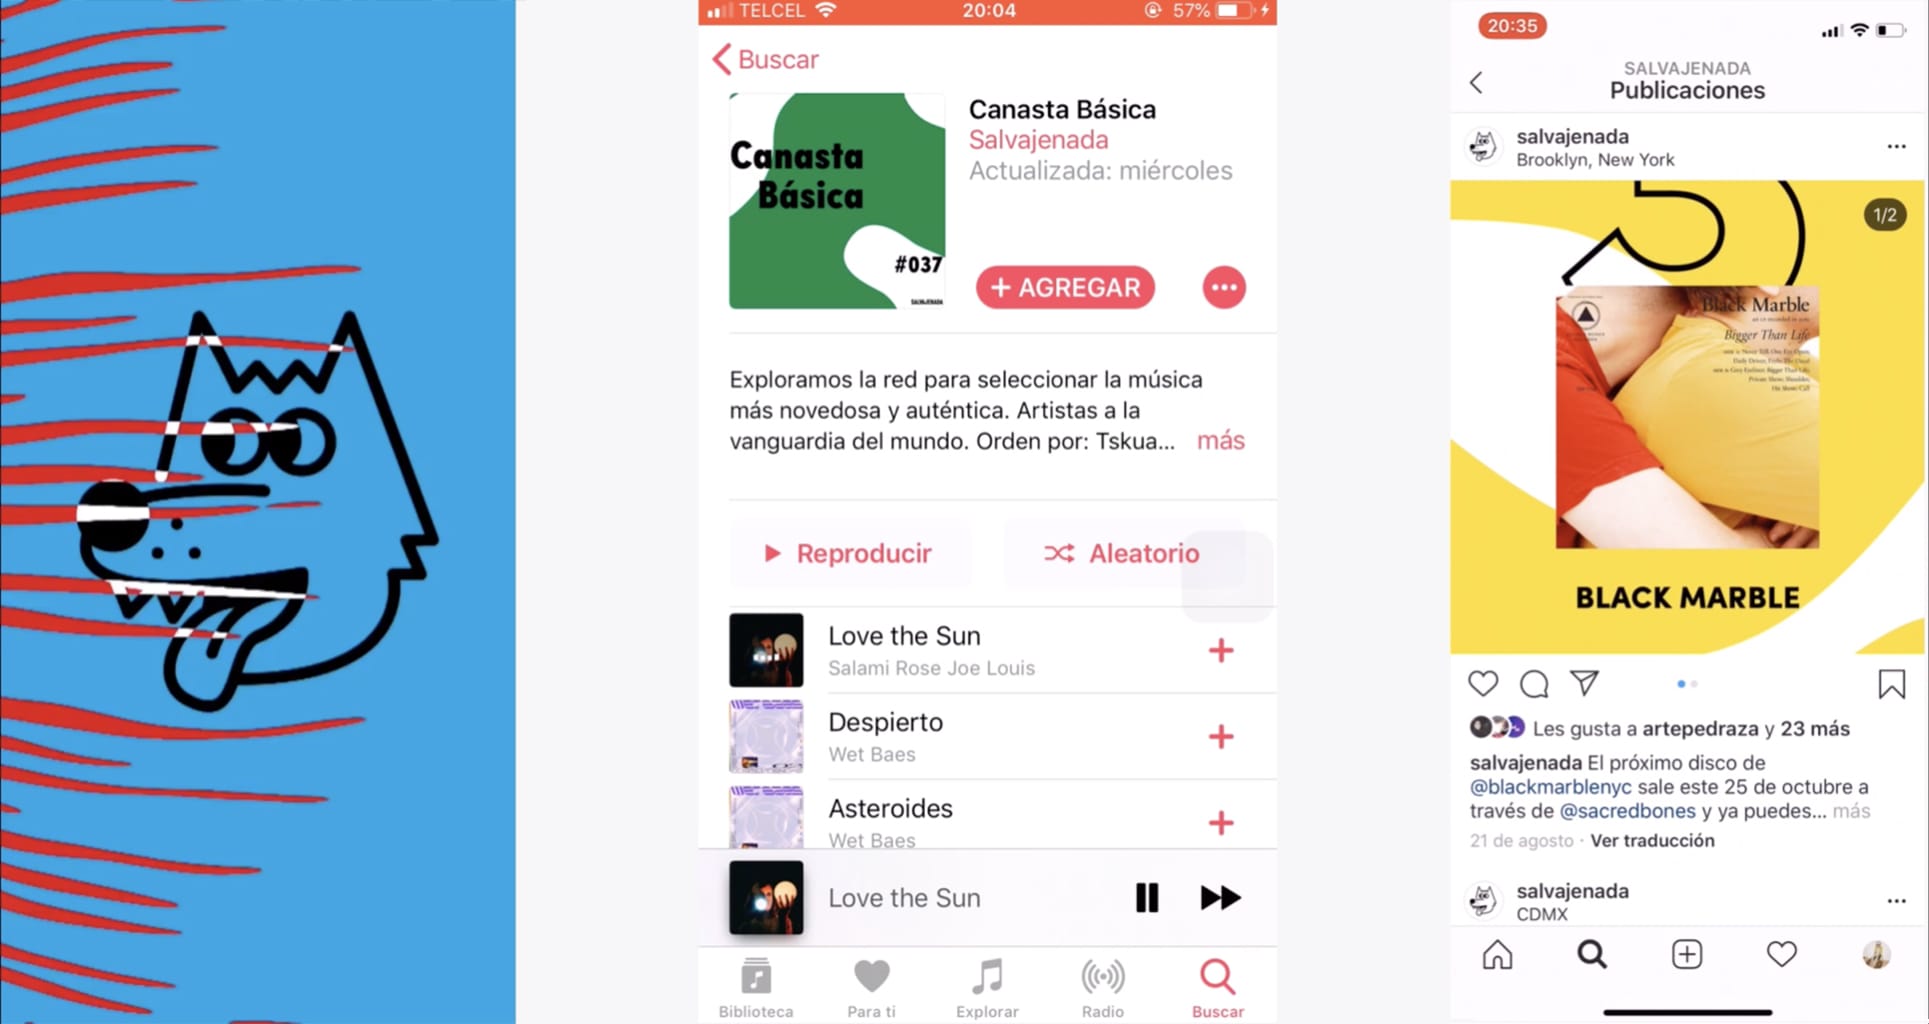 TELCEL
20:04
57%
Buscar
Canasta
Básica
#037
SALVAJENADA
Canasta Básica
Salvajenada
Actualizada: miércoles
+ AGREGAR
Exploramos la red para seleccionar la música
más novedosa y auténtica. Artistas a la
vanguardia del mundo. Orden por: Tskua... más
Reproducir
Aleatorio
Love the Sun
Salami Rose Joe Louis
Despierto
Wet Baes
Asteroides
Wet Baes
Love the Sun
Biblioteca
Para ti
Explorar
Radio
Buscar
20:35
SALVAJENADA
Publicaciones
salvajenada
Brooklyn, New York
1/2
5
Black Marble
Bigger Than Life
BLACK MARBLE
Les gusta a artepedraza y 23 más
salvajenada El próximo disco de
@blackmarblenyc sale este 25 de octubre a
través de @sacredbones y ya puedes... más
21 de agosto · Ver traducción
salvajenada
CDMX